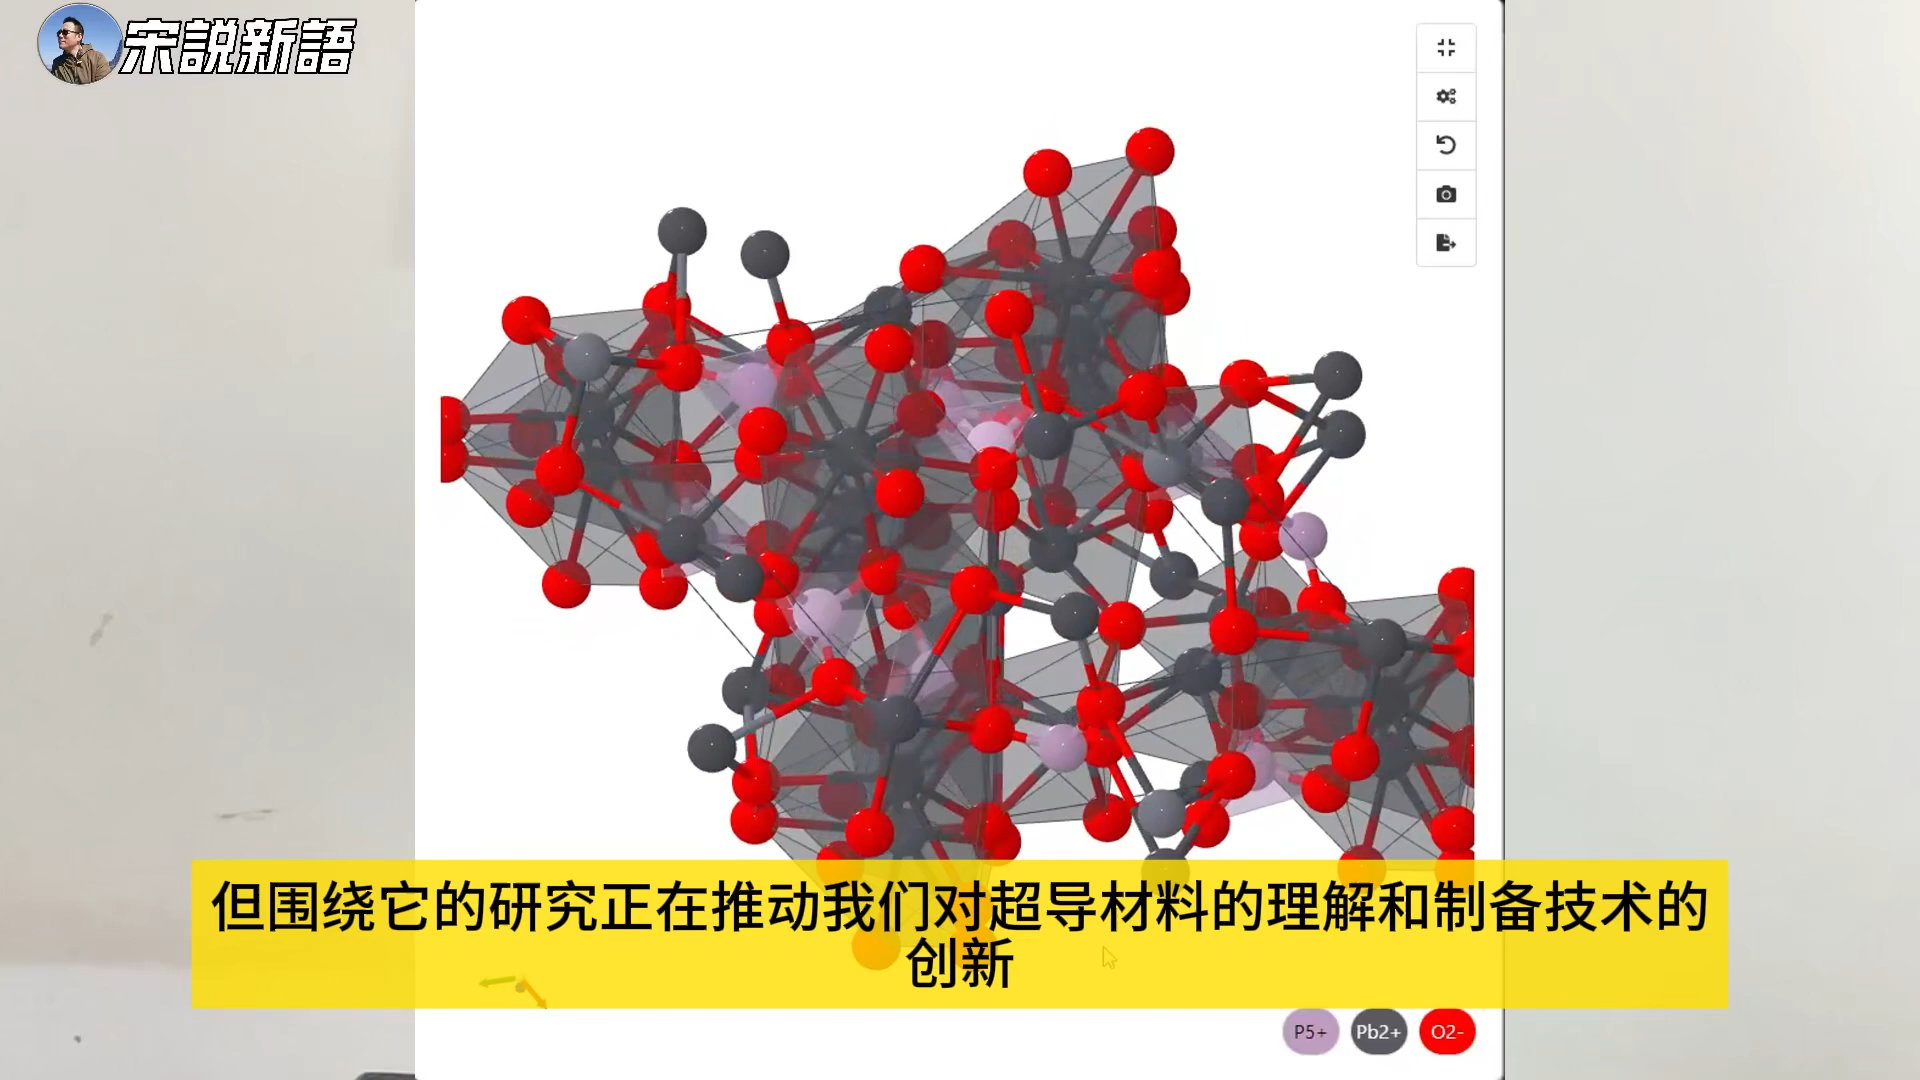 宋説新語
但围绕它的研究正在推动我们对超导材料的理解和制备技术的
创新
P5+
Pb2+
O2-